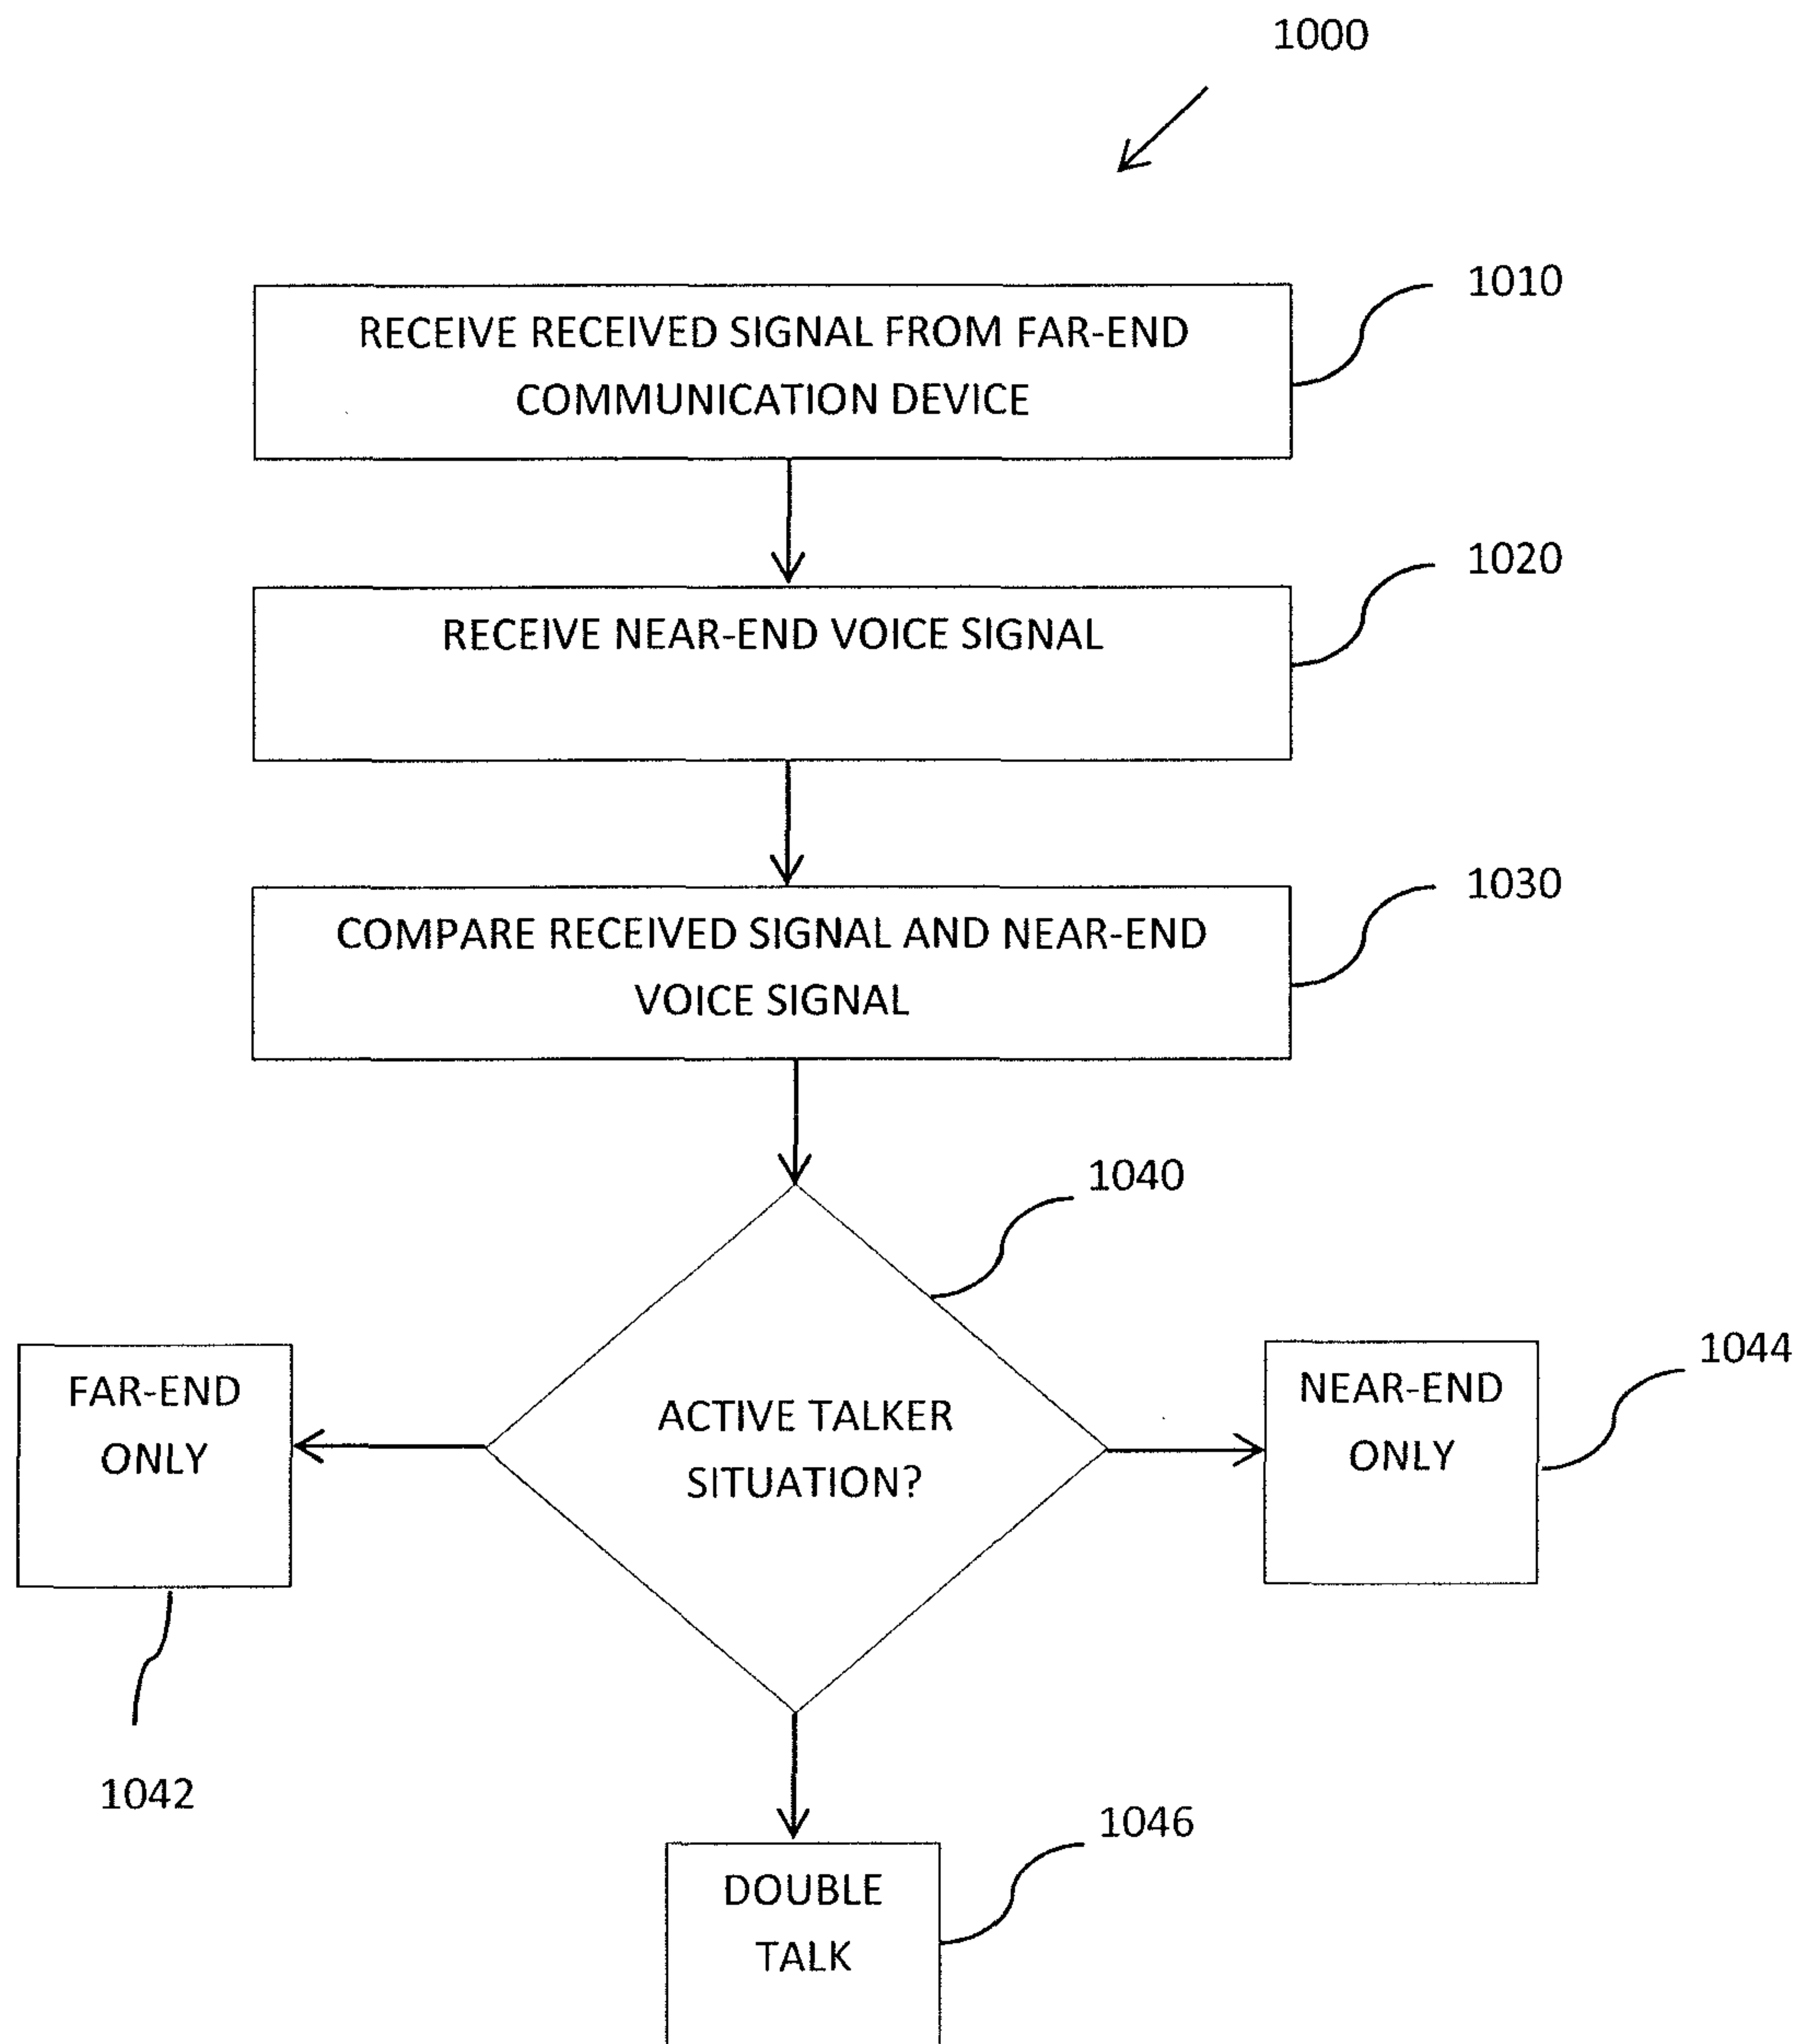 1000
RECEIVE RECEIVED SIGNAL FROM FAR-END
COMMUNICATION DEVICE
1010
RECEIVE NEAR-END VOICE SIGNAL
1020
COMPARE RECEIVED SIGNAL AND NEAR-END
VOICE SIGNAL
1030
1040
ACTIVE TALKER
SITUATION?
FAR-END
ONLY
1042
NEAR-END
ONLY
1044
DOUBLE
TALK
1046